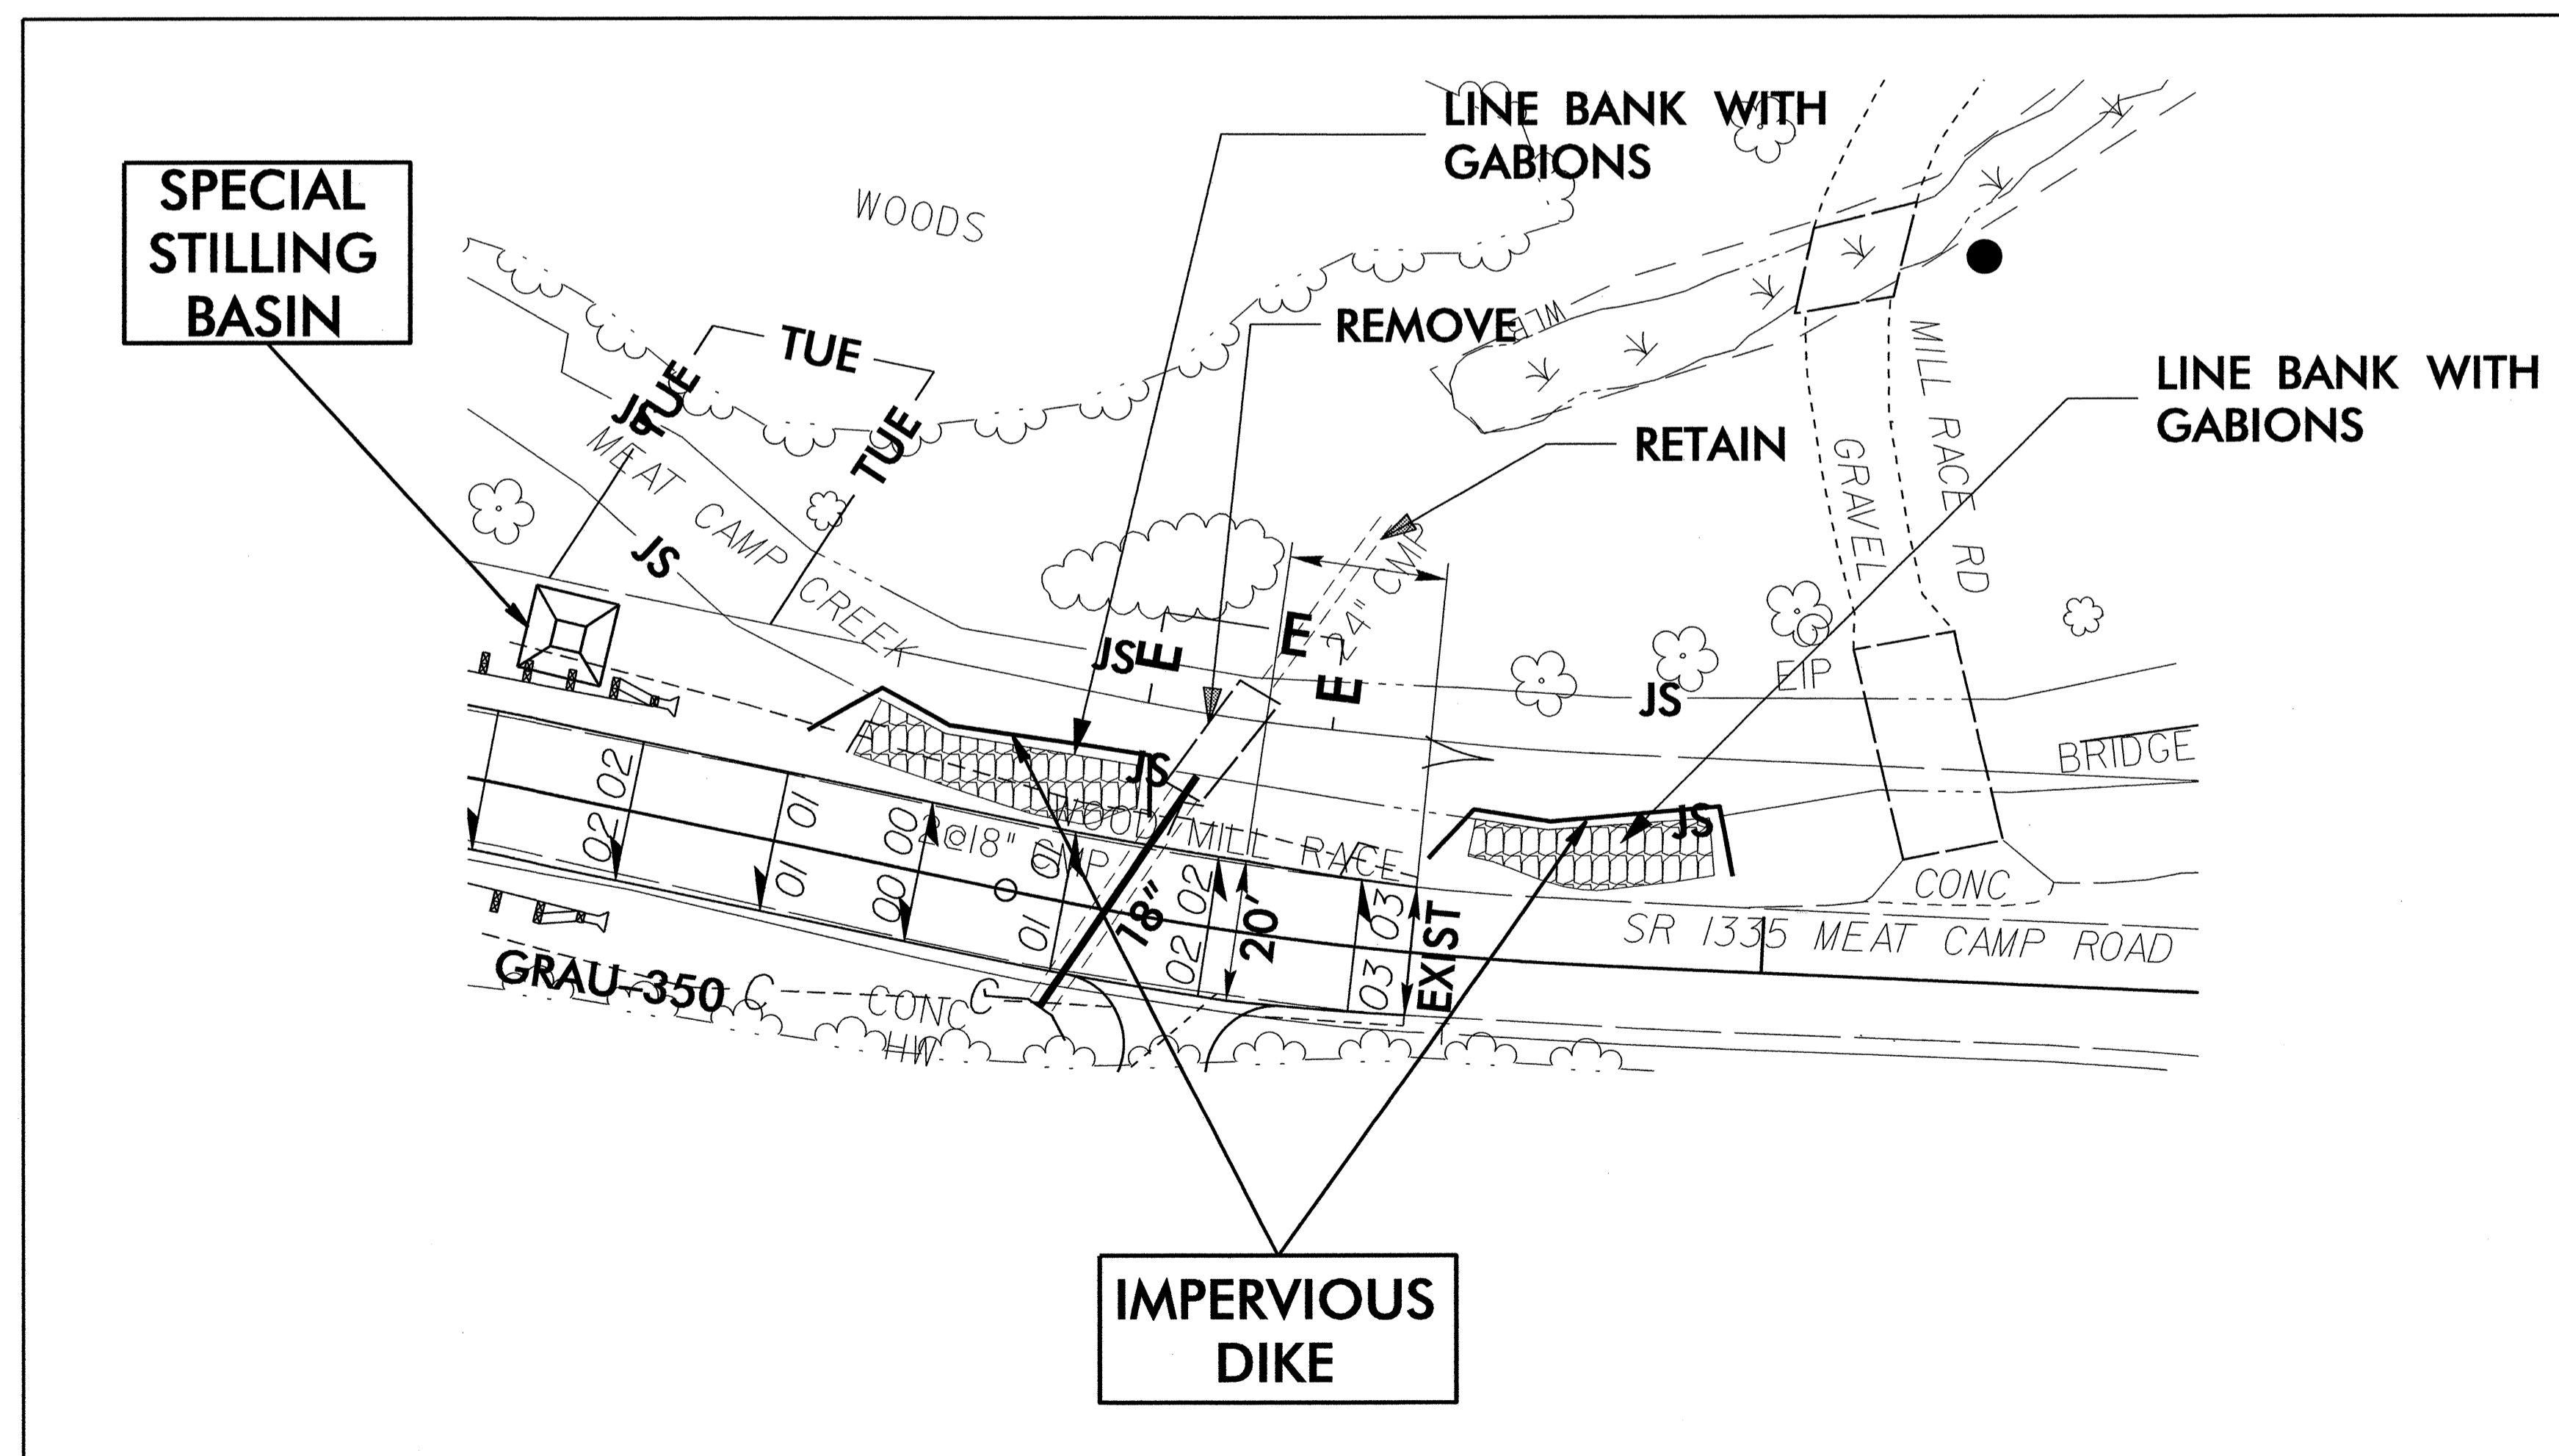 LINE BANK WITH
GABIONS
SPECIAL
STILLING
BASIN
WOODS
REMOVE
WLB
TUE
TUE
TUE
JS
MILL RACE RD
LINE BANK WITH
GABIONS
RETAIN
GRAVEL
MEAT CAMP CREEK
JS
24" CMP
E
JS
E
E
JS
EIP
BRIDGE
JS
JS
WOOD MILL RACE
2@18" CMP
02
02
01
01
00
00
01
01
02
02
03
03
18"
20'
EXIST
CONC
SR 1335 MEAT CAMP ROAD
GRAU-350
C
C
CONC
HW
IMPERVIOUS
DIKE